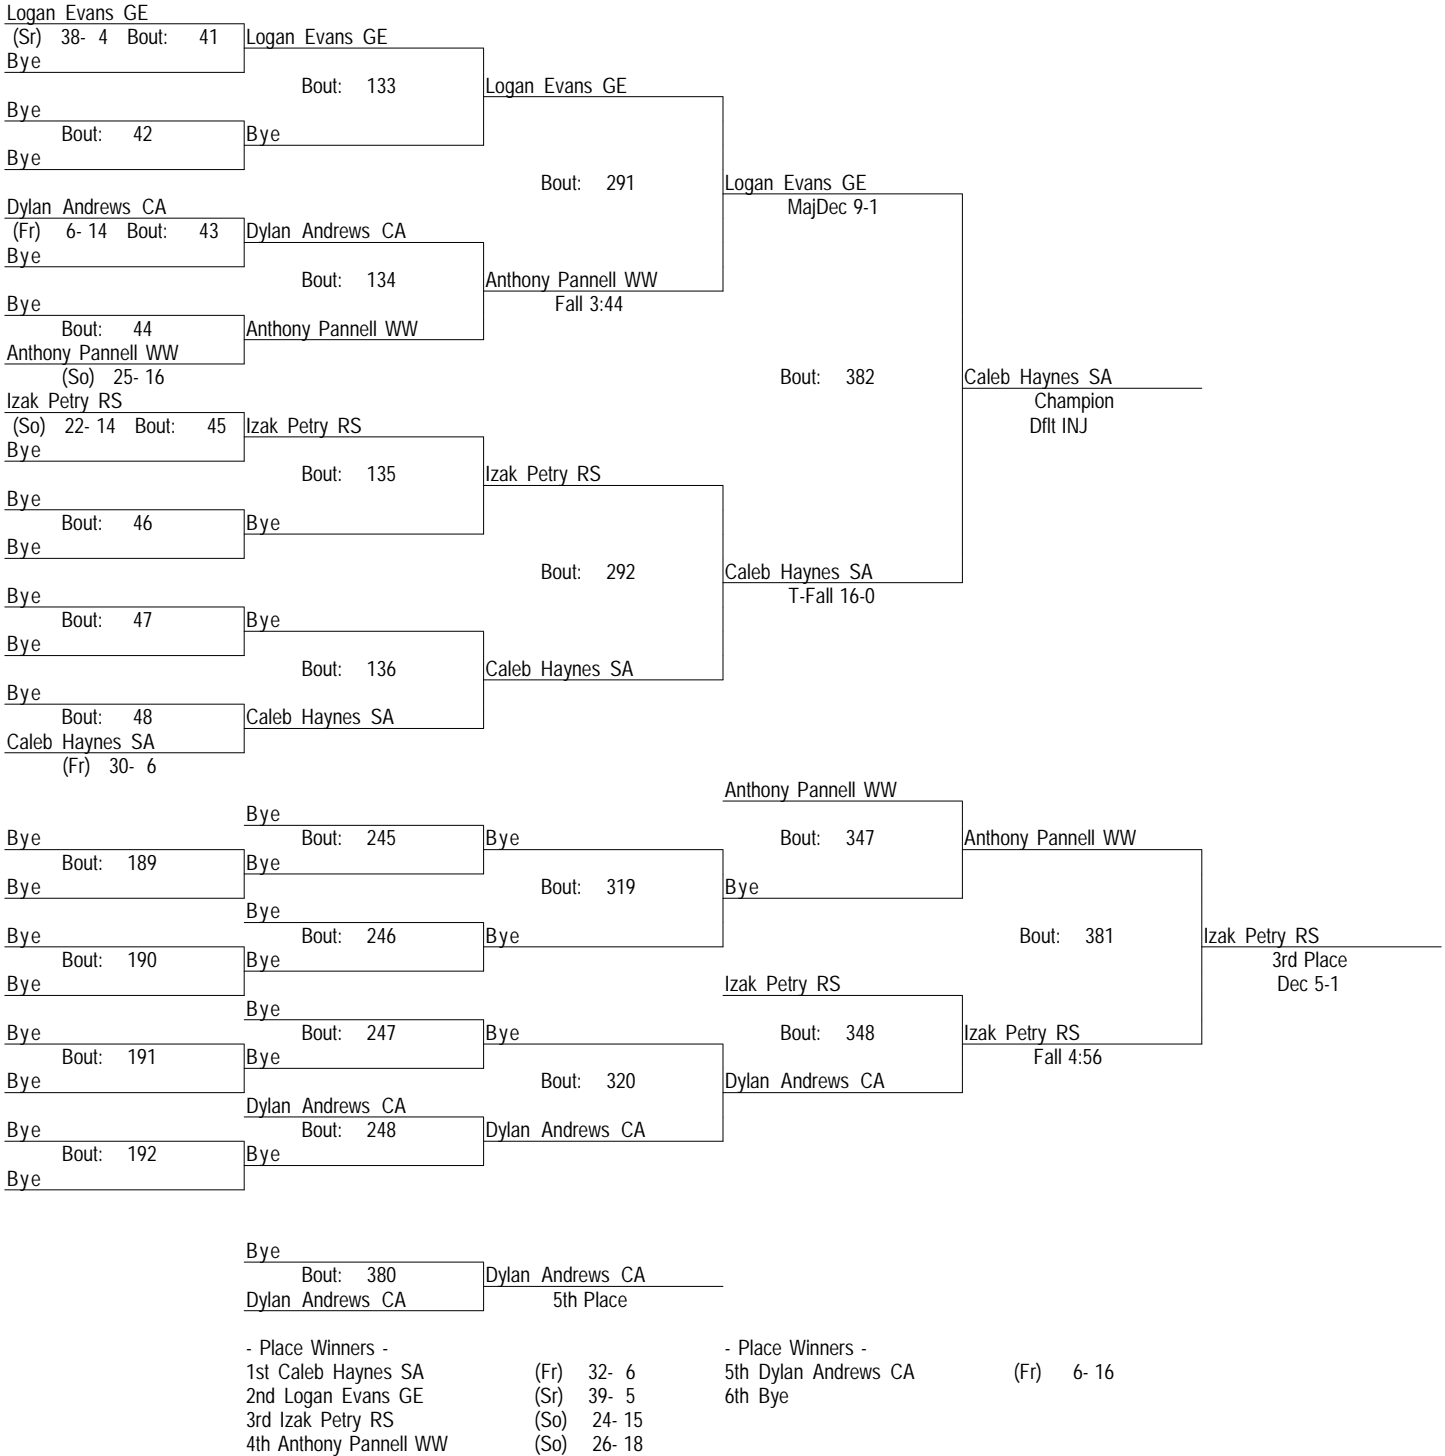 Logan Evans GE
(Sr) 38- 4 Bout: 41 Logan Evans GE
Bye
Bout: 133 Logan Evans GE
Bye
Bout: 42 Bye
Bye
Bout: 291 Logan Evans GE
MajDec 9-1
Dylan Andrews CA
(Fr) 6- 14 Bout: 43 Dylan Andrews CA
Bye
Bout: 134 Anthony Pannell WW
Bye Fall 3:44
Bout: 44 Anthony Pannell WW
Anthony Pannell WW
(So) 25- 16 Bout: 382 Caleb Haynes SA
Izak Petry RS Champion
(So) 22- 14 Bout: 45 Izak Petry RS Dflt INJ
Bye
Bout: 135 Izak Petry RS
Bye
Bout: 46 Bye
Bye
Bout: 292 Caleb Haynes SA
Bye T-Fall 16-0
Bout: 47 Bye
Bye
Bout: 136 Caleb Haynes SA
Bye
Bout: 48 Caleb Haynes SA
Caleb Haynes SA
(Fr) 30- 6
Anthony Pannell WW
Bye
Bye Bout: 245 Bye Bout: 347 Anthony Pannell WW
Bout: 189 Bye
Bye Bout: 319 Bye
Bye
Bye Bout: 246 Bye Bout: 381 Izak Petry RS
Bout: 190 Bye 3rd Place
Bye Izak Petry RS Dec 5-1
Bye
Bye Bout: 247 Bye Bout: 348 Izak Petry RS
Bout: 191 Bye Fall 4:56
Bye Bout: 320 Dylan Andrews CA
Dylan Andrews CA
Bye Bout: 248 Dylan Andrews CA
Bout: 192 Bye
Bye
Bye
Bout: 380 Dylan Andrews CA
Dylan Andrews CA 5th Place
- Place Winners - - Place Winners -
1st Caleb Haynes SA (Fr) 32- 6 5th Dylan Andrews CA (Fr) 6- 16
2nd Logan Evans GE (Sr) 39- 5 6th Bye
3rd Izak Petry RS (So) 24- 15
4th Anthony Pannell WW (So) 26- 18